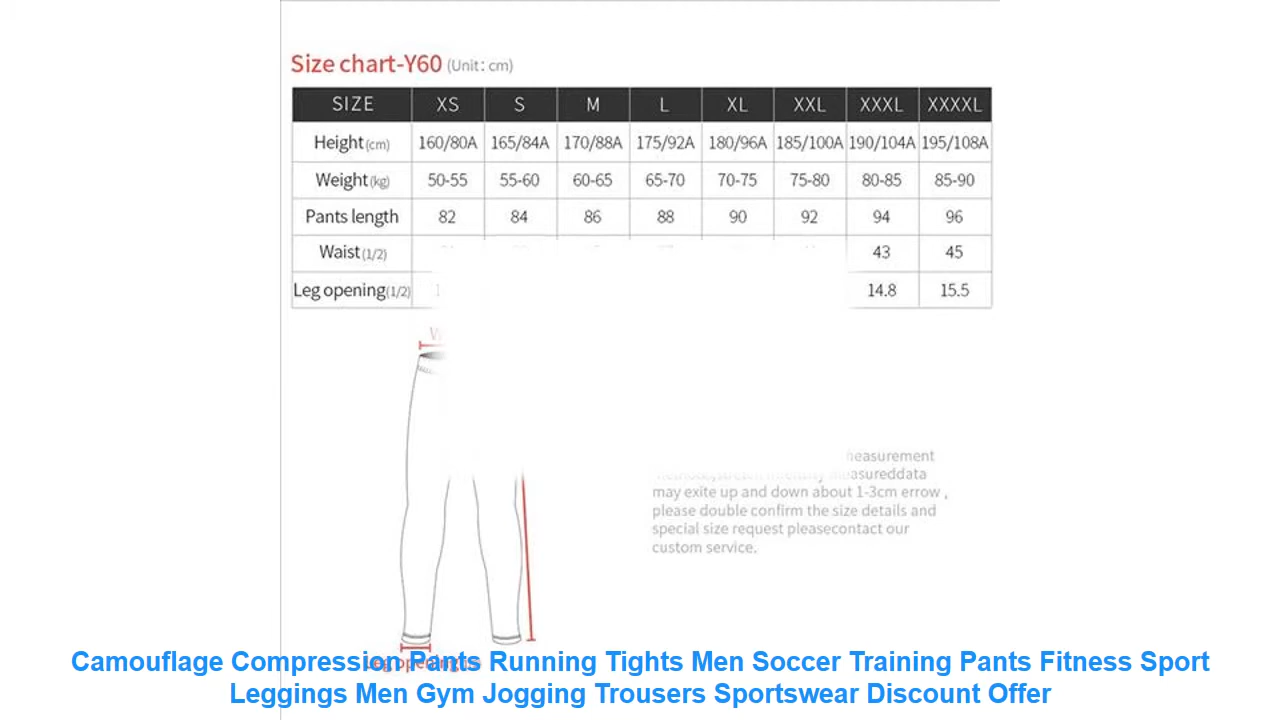 Size chart-Y60 (Unit: cm)
SIZE XS S M L XL XXL XXXL XXXXL
Height(cm) 160/80A 165/84A 170/88A 175/92A 180/96A 185/100A 190/104A 195/108A
Weight(kg) 50-55 55-60 60-65 65-70 70-75 75-80 80-85 85-90
Pants length 82 84 86 88 90 92 94 96
Waist(1/2) 43 45
Leg opening(1/2) 14.8 15.5
may exite up and down about 1-3cm errow ,
please double confirm the size details and
special size request pleasecontact our
custom service.
Leg opening
Camouflage Compression Pants Running Tights Men Soccer Training Pants Fitness Sport
Leggings Men Gym Jogging Trousers Sportswear Discount Offer